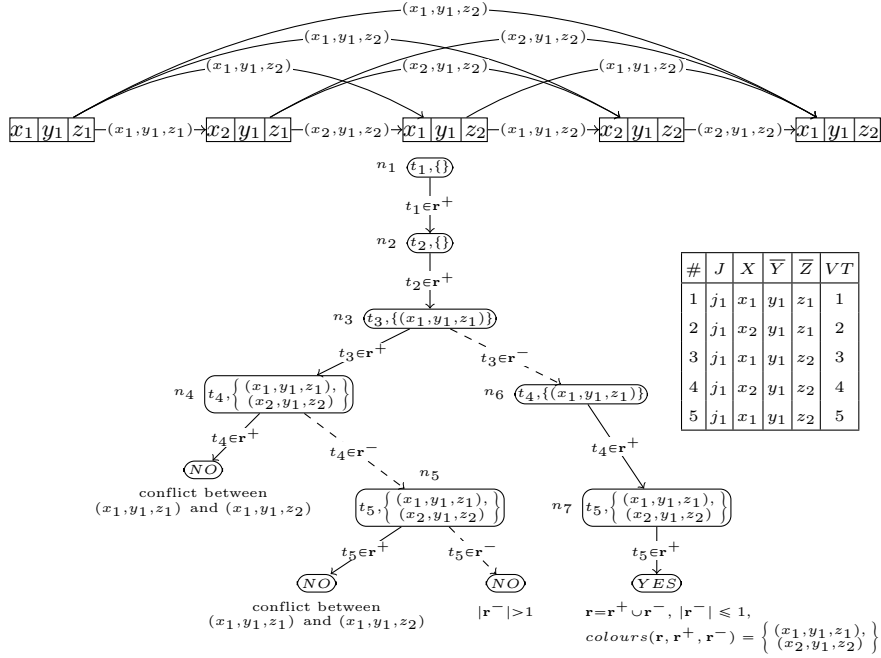 (x₁,y₁,z₂)
(x₁,y₁,z₂) (x₂,y₁,z₂)
(x₁,y₁,z₂) (x₂,y₁,z₂) (x₁,y₁,z₂)
x₁ y₁ z₁ (x₁,y₁,z₁) x₂ y₁ z₁ (x₂,y₁,z₂) x₁ y₁ z₂ (x₁,y₁,z₂) x₂ y₁ z₂ (x₂,y₁,z₂) x₁ y₁ z₂
n₁ t₁,{}
t₁∈r⁺
n₂ t₂,{}
t₂∈r⁺
n₃ t₃,{(x₁,y₁,z₁)}
t₃∈r⁺ t₃∈r⁻
n₄ t₄,{(x₁,y₁,z₁),
(x₂,y₁,z₂)}
n₆ t₄,{(x₁,y₁,z₁)}
t₄∈r⁺ t₄∈r⁻ t₄∈r⁺
NO
conflict between
(x₁,y₁,z₁) and (x₁,y₁,z₂)
n₅
t₅,{(x₁,y₁,z₁),
(x₂,y₁,z₂)}
n₇ t₅,{(x₁,y₁,z₁),
(x₂,y₁,z₂)}
t₅∈r⁺ t₅∈r⁻ t₅∈r⁺
NO NO YES
conflict between
(x₁,y₁,z₁) and (x₁,y₁,z₂)
|r⁻|>1
r=r⁺∪r⁻, |r⁻| ⩽ 1,
colours(r, r⁺, r⁻) = {(x₁,y₁,z₁),
(x₂,y₁,z₂)}
# J X Y̅ Z̅ VT
1 j₁ x₁ y₁ z₁ 1
2 j₁ x₂ y₁ z₁ 2
3 j₁ x₁ y₁ z₂ 3
4 j₁ x₂ y₁ z₂ 4
5 j₁ x₁ y₁ z₂ 5